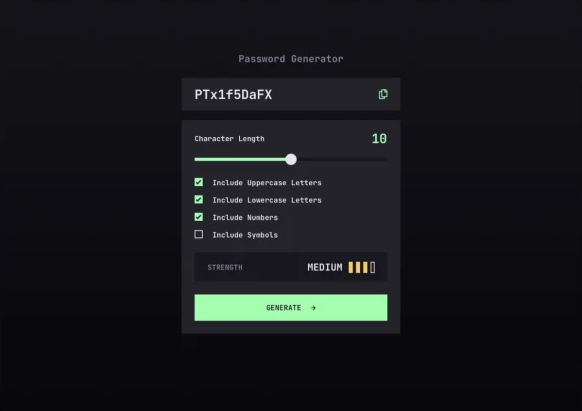 Password Generator
PTx1f5DaFX
Character Length 10
Include Uppercase Letters
Include Lowercase Letters
Include Numbers
Include Symbols
STRENGTH MEDIUM
GENERATE →